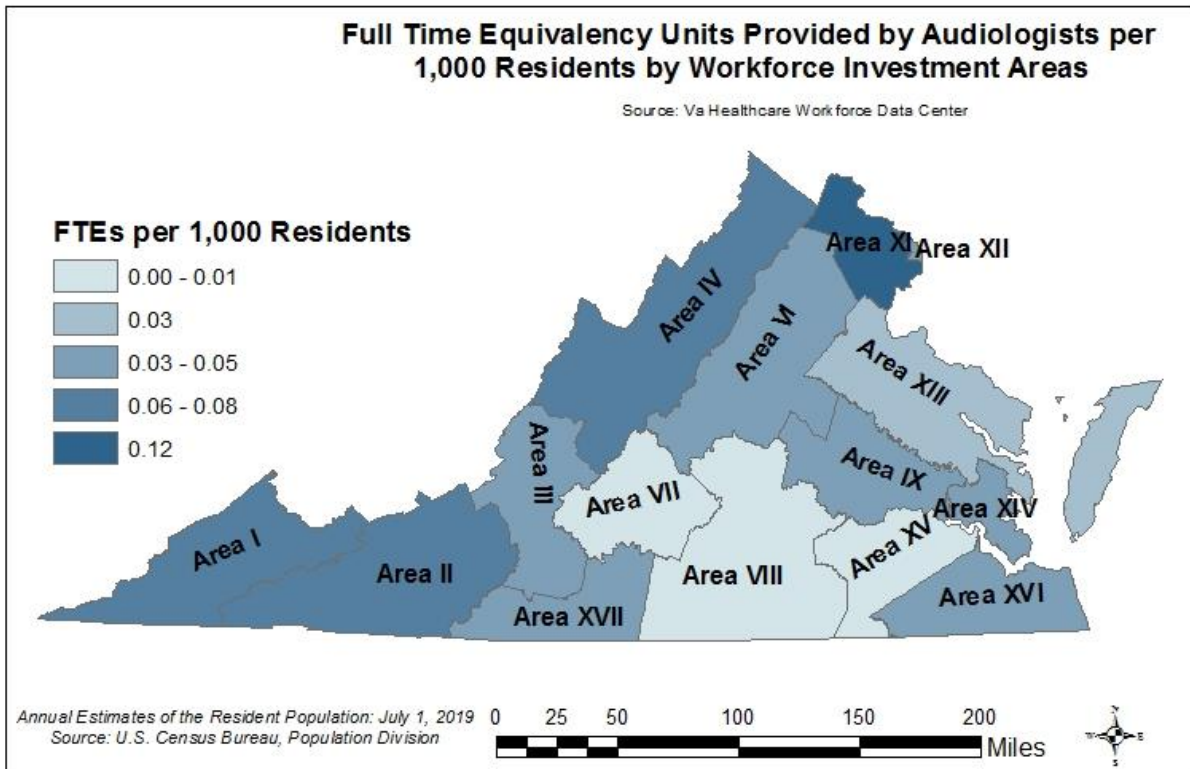 Full Time Equivalency Units Provided by Audiologists per
1,000 Residents by Workforce Investment Areas
Source: Va Healthcare Workforce Data Center
FTEs per 1,000 Residents
0.00 - 0.01
0.03
0.03 - 0.05
0.06 - 0.08
0.12
Area XI
Area XII
Area IV
Area VI
Area XIII
Area III
Area VII
Area IX
Area XIV
Area I
Area II
Area VIII
Area XV
Area XVII
Area XVI
Annual Estimates of the Resident Population: July 1, 2019
Source: U.S. Census Bureau, Population Division
0 25 50 100 150 200
Miles
N
W E
S